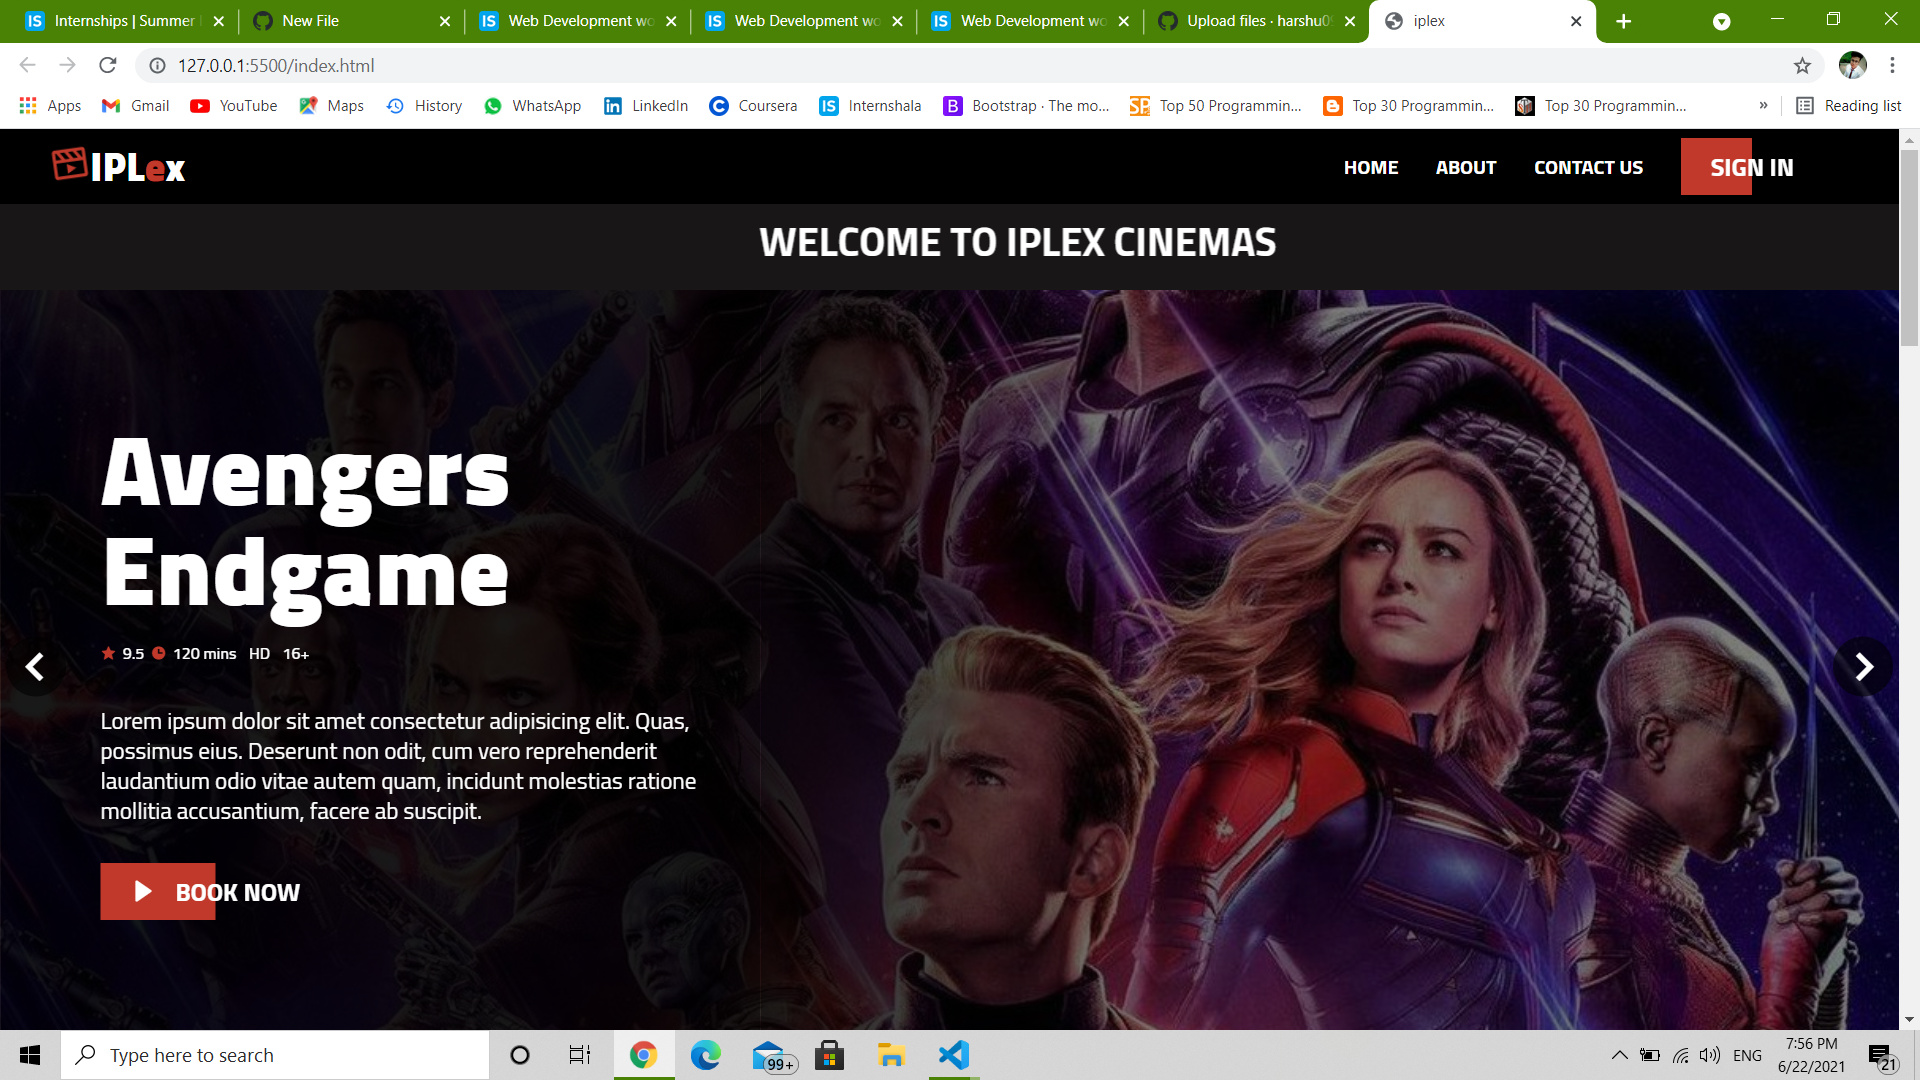 Internships | Summer
New File
Web Development wo
Web Development wo
Web Development wo
Upload files · harshu09
iplex
127.0.0.1:5500/index.html
Apps
Gmail
YouTube
Maps
History
WhatsApp
LinkedIn
Coursera
IS Internshala
B Bootstrap · The mo...
SP Top 50 Programmin...
Top 30 Programmin...
Top 30 Programmin...
»
Reading list
IPLex
HOME
ABOUT
CONTACT US
SIGN IN
WELCOME TO IPLEX CINEMAS
Avengers
Endgame
9.5 120 mins HD 16+
Lorem ipsum dolor sit amet consectetur adipisicing elit. Quas,
possimus eius. Deserunt non odit, cum vero reprehenderit
laudantium odio vitae autem quam, incidunt molestias ratione
mollitia accusantium, facere ab suscipit.
BOOK NOW
Type here to search
99+
ENG
7:56 PM
6/22/2021
21